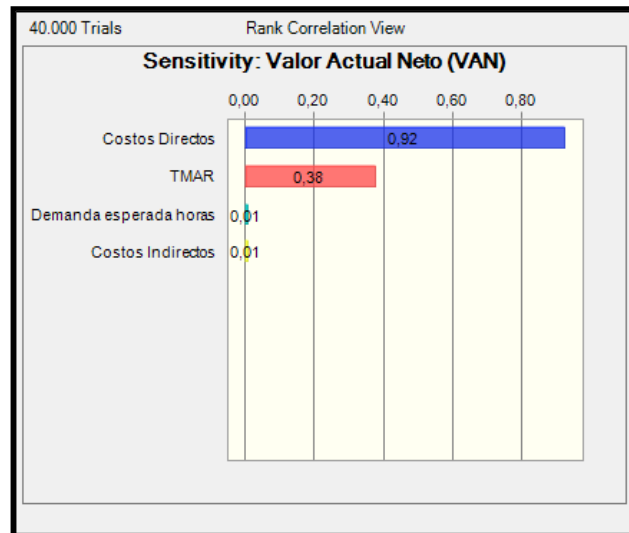 40.000 Trials Rank Correlation View
Sensitivity: Valor Actual Neto (VAN)
0,00 0,20 0,40 0,60 0,80
Costos Directos 0,92
TMAR 0,38
Demanda esperada horas 0,01
Costos Indirectos 0,01